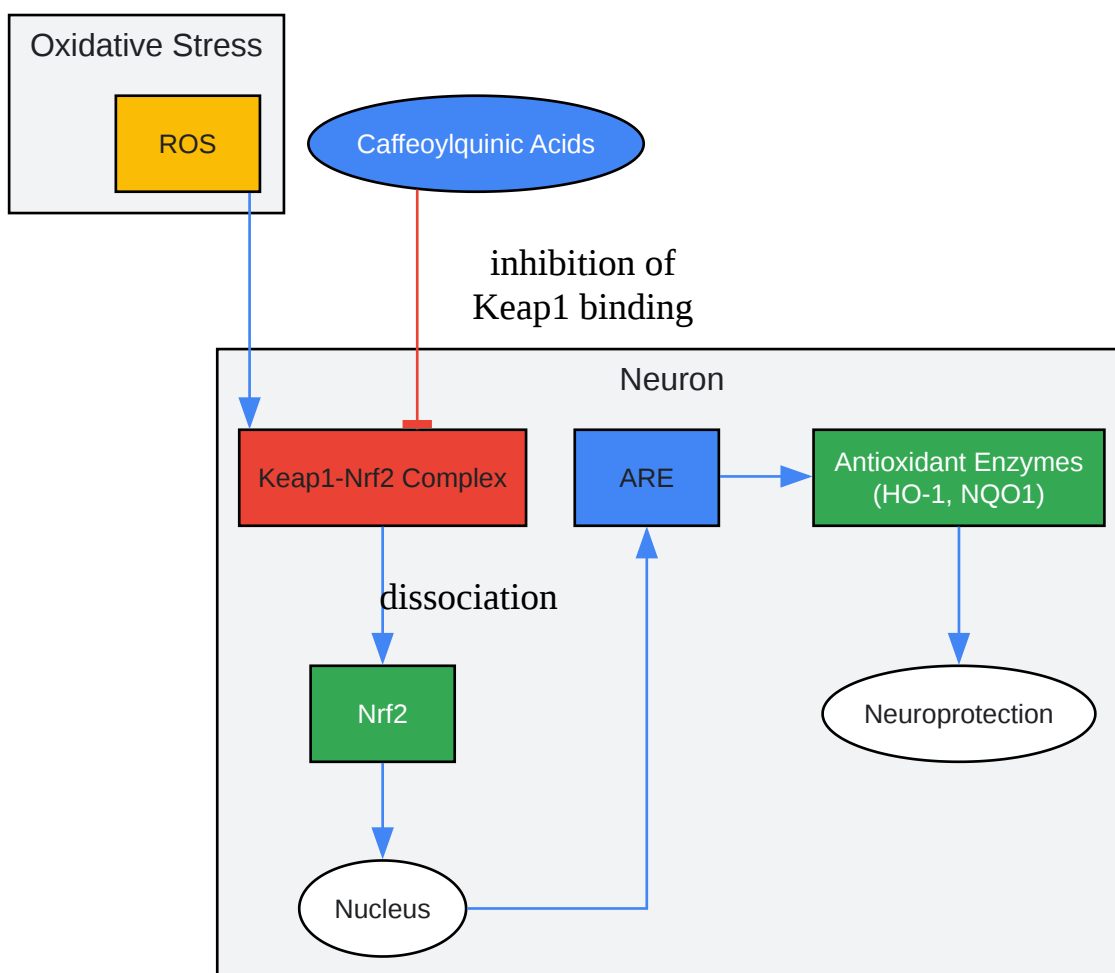 Oxidative Stress
ROS
Caffeoylquinic Acids
inhibition of
Keap1 binding
Neuron
Keap1-Nrf2 Complex
ARE
Antioxidant Enzymes
(HO-1, NQO1)
dissociation
Nrf2
Neuroprotection
Nucleus